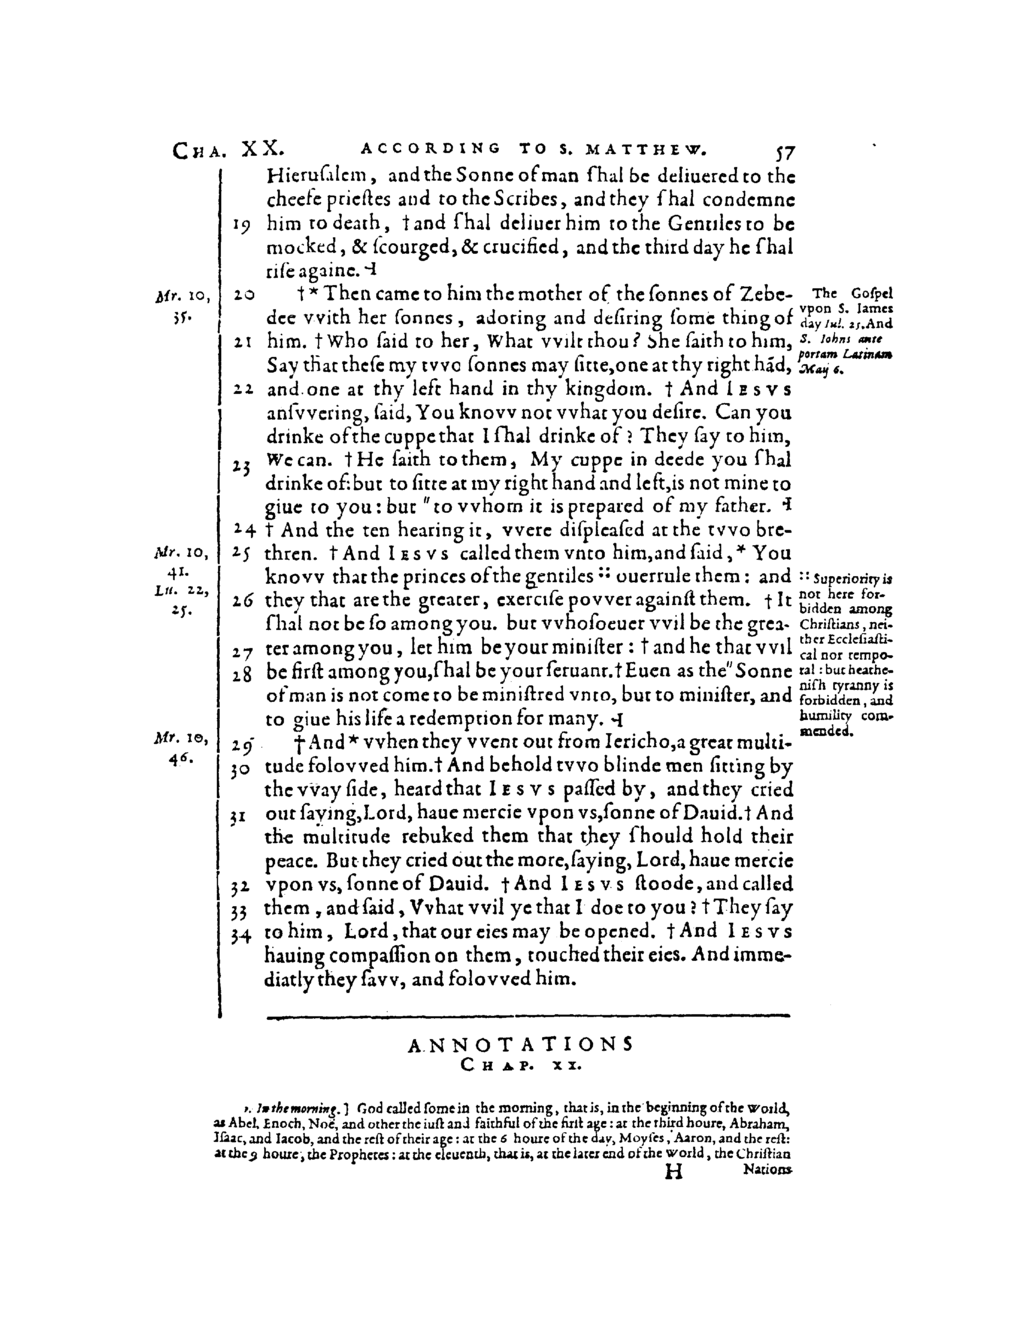 CHA. XX. ACCORDING TO S. MATTHEW. 57
Hieruſalem, and the Sonne of man ſhal be deliuered to the
cheefe prieſtes and to the Scribes, and they ſhal condemne
19 him to death, †and ſhal deliuer him to the Gentiles to be
mocked, & ſcourged, & crucified, and the third day he ſhal
riſe againe. ⊣
Mr. 10,
35.
20 †* Then came to him the mother of the ſonnes of Zebe-
dee vvith her ſonnes, adoring and deſiring ſome thing of
21 him. † Who ſaid to her, What vvilt thou? She ſaith to him,
Say that theſe my tvvo ſonnes may ſitte, one at thy right hãd,
22 and one at thy left hand in thy kingdom. † And IESVS
anſvvering, ſaid, You knovv not vvhat you deſire. Can you
drinke of the cuppe that I ſhal drinke of? They ſay to him,
23 We can. † He ſaith to them, My cuppe in deede you ſhal
drinke of: but to ſitte at my right hand and left, is not mine to
giue to you: but "to vvhom it is prepared of my father. ⊣
The Goſpel
vpon S. Iames
day Iul. 25. And
S. Iohns ante
portam Latinam
May 6.
24 † And the ten hearing it, vvere diſpleaſed at the tvvo bre-
Mr. 10,
41.
Lu. 22,
25.
25 thren. † And IESVS called them vnto him, and ſaid, * You
knovv that the princes of the gentiles :: ouerrule them: and
26 they that are the greater, exerciſe povver againſt them. † It
ſhal not be ſo among you. but vvhoſoeuer vvil be the grea-
27 ter among you, let him be your miniſter: † and he that vvil
28 be firſt among you, ſhal be your ſeruant. † Euen as the "Sonne
of man is not come to be miniſtred vnto, but to miniſter, and
to giue his life a redemption for many. ⊣
:: Superiority is
not here for-
bidden among
Chriſtians, nei-
ther Eccleſiaſti-
cal nor tempo-
ral: but heathe-
niſh tyranny is
forbidden, and
humility com-
mended.
Mr. 10,
46.
29 † And * vvhen they vvent out from Iericho, a great multi-
30 tude folovved him. † And behold tvvo blinde men ſitting by
the vvay ſide, heard that IESVS paſſed by, and they cried
31 out ſaying, Lord, haue mercie vpon vs, ſonne of Dauid. † And
the multitude rebuked them that they ſhould hold their
peace. But they cried out the more, ſaying, Lord, haue mercie
32 vpon vs, ſonne of Dauid. † And IESVS ſtoode, and called
33 them, and ſaid, Vvhat vvil ye that I doe to you? † They ſay
34 to him, Lord, that our eies may be opened. † And IESVS
hauing compaſſion on them, touched their eies. And imme-
diatly they ſavv, and folovved him.
ANNOTATIONS
CHAP. XX.
1. In the morning.] God called ſome in the morning, that is, in the beginning of the world,
as Abel, Enoch, Noé, and other the iuſt and faithful of the firſt age: at the third houre, Abraham,
Iſaac, and Iacob, and the reſt of their age: at the 6 houre of the day, Moyſes, Aaron, and the reſt:
at the 9 houre, the Prophetes: at the eleuenth, that is, at the later end of the world, the Chriſtian
H Nations